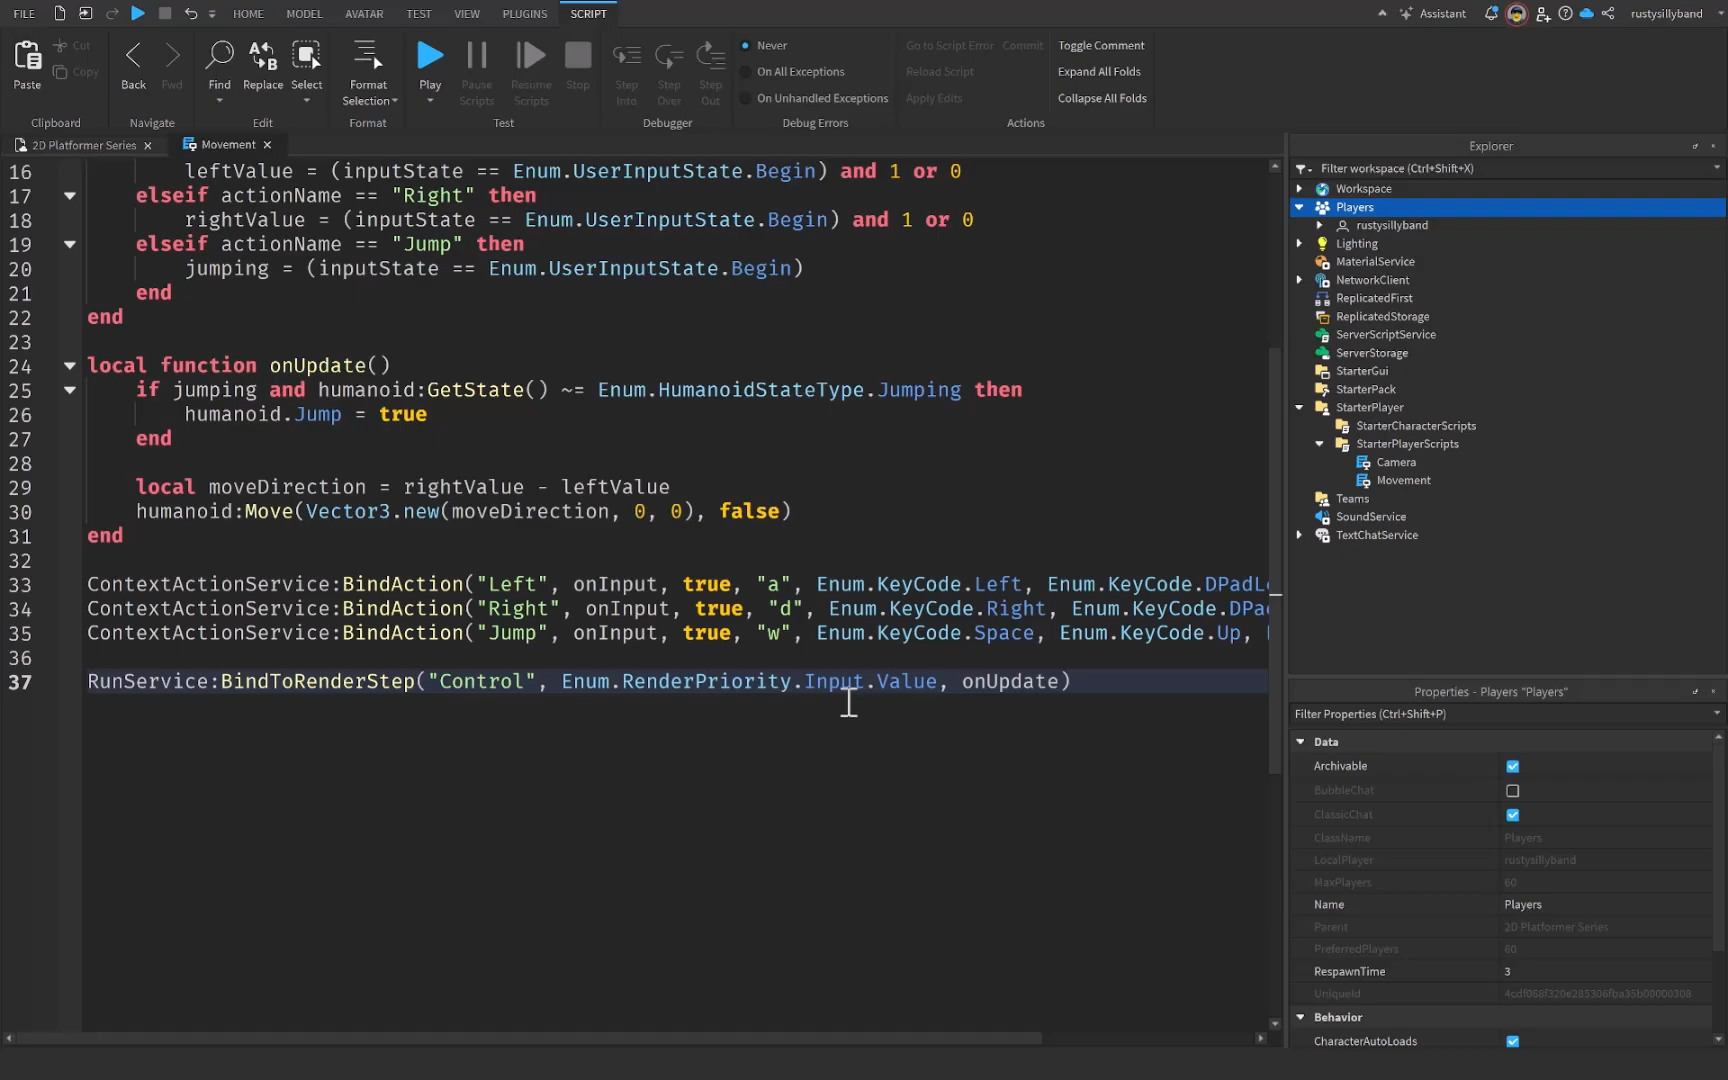 FILE HOME MODEL AVATAR TEST VIEW PLUGINS SCRIPT Assistant rustysillyband
Paste Cut Copy
Clipboard
Back Fwd
Navigate
Find Replace Select
Edit
Format Selection
Format
Play Pause Scripts Resume Scripts Stop
Test
Step Into Step Over Step Out
Debugger
Never
On All Exceptions
On Unhandled Exceptions
Debug Errors
Go to Script Error Commit
Reload Script
Apply Edits
Toggle Comment
Expand All Folds
Collapse All Folds
Actions
2D Platformer Series Movement
16 leftValue = (inputState == Enum.UserInputState.Begin) and 1 or 0
17 elseif actionName == "Right" then
18 rightValue = (inputState == Enum.UserInputState.Begin) and 1 or 0
19 elseif actionName == "Jump" then
20 jumping = (inputState == Enum.UserInputState.Begin)
21 end
22 end
23
24 local function onUpdate()
25 if jumping and humanoid:GetState() ~= Enum.HumanoidStateType.Jumping then
26 humanoid.Jump = true
27 end
28
29 local moveDirection = rightValue - leftValue
30 humanoid:Move(Vector3.new(moveDirection, 0, 0), false)
31 end
32
33 ContextActionService:BindAction("Left", onInput, true, "a", Enum.KeyCode.Left, Enum.KeyCode.DPadL
34 ContextActionService:BindAction("Right", onInput, true, "d", Enum.KeyCode.Right, Enum.KeyCode.DPad
35 ContextActionService:BindAction("Jump", onInput, true, "w", Enum.KeyCode.Space, Enum.KeyCode.Up,
36
37 RunService:BindToRenderStep("Control", Enum.RenderPriority.Input.Value, onUpdate)
Explorer
Filter workspace (Ctrl+Shift+X)
Workspace
Players
rustysillyband
Lighting
MaterialService
NetworkClient
ReplicatedFirst
ReplicatedStorage
ServerScriptService
ServerStorage
StarterGui
StarterPack
StarterPlayer
StarterCharacterScripts
StarterPlayerScripts
Camera
Movement
Teams
SoundService
TextChatService
Properties - Players "Players"
Filter Properties (Ctrl+Shift+P)
Data
Archivable
BubbleChat
ClassicChat
ClassName Players
LocalPlayer rustysillyband
MaxPlayers 60
Name Players
Parent 2D Platformer Series
PreferredPlayers 60
RespawnTime 3
UniqueId
Behavior
CharacterAutoLoads